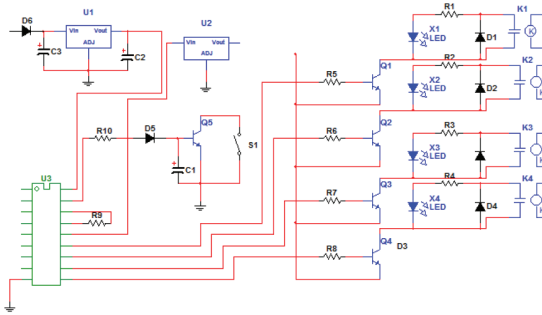 R1
K1
U1
U2
D6
Vin
Vout
ADJ
Vin
ADJ
C3
C2
X1
LED
D1
K
R2
K2
Q1
R5
X2
LED
D2
K
Q5
D5
R10
S1
C1
Q2
R6
R3
K3
X3
LED
K
U3
R9
R4
K4
Q3
R7
X4
LED
D4
K
Q4
D3
R8